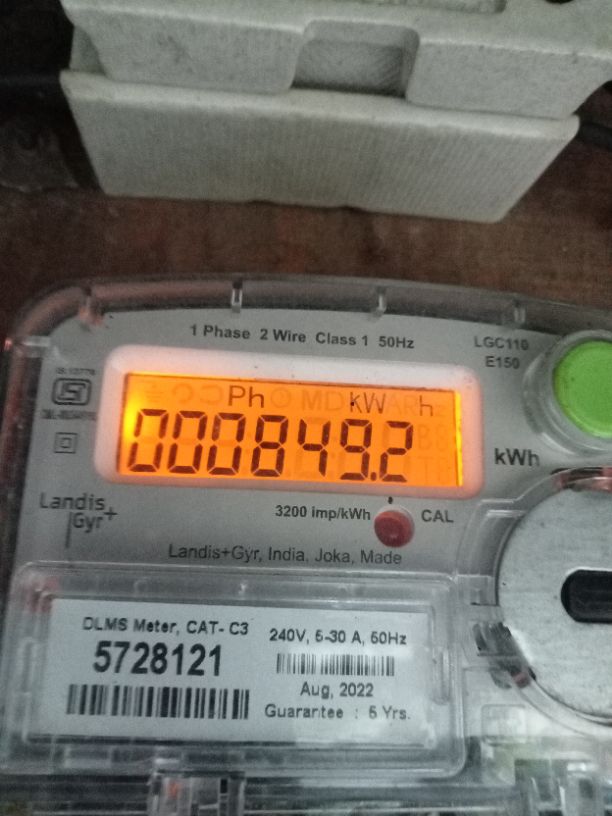 1 Phase 2 Wire Class 1 50Hz
LGC110
E150
Ph kW h
000849.2
kWh
Landis
Gyr+
3200 imp/kWh
CAL
Landis+Gyr, India, Joka, Made
DLMS Meter, CAT- C3
5728121
240V, 5-30 A, 50Hz
Aug, 2022
Guarantee : 5 Yrs.